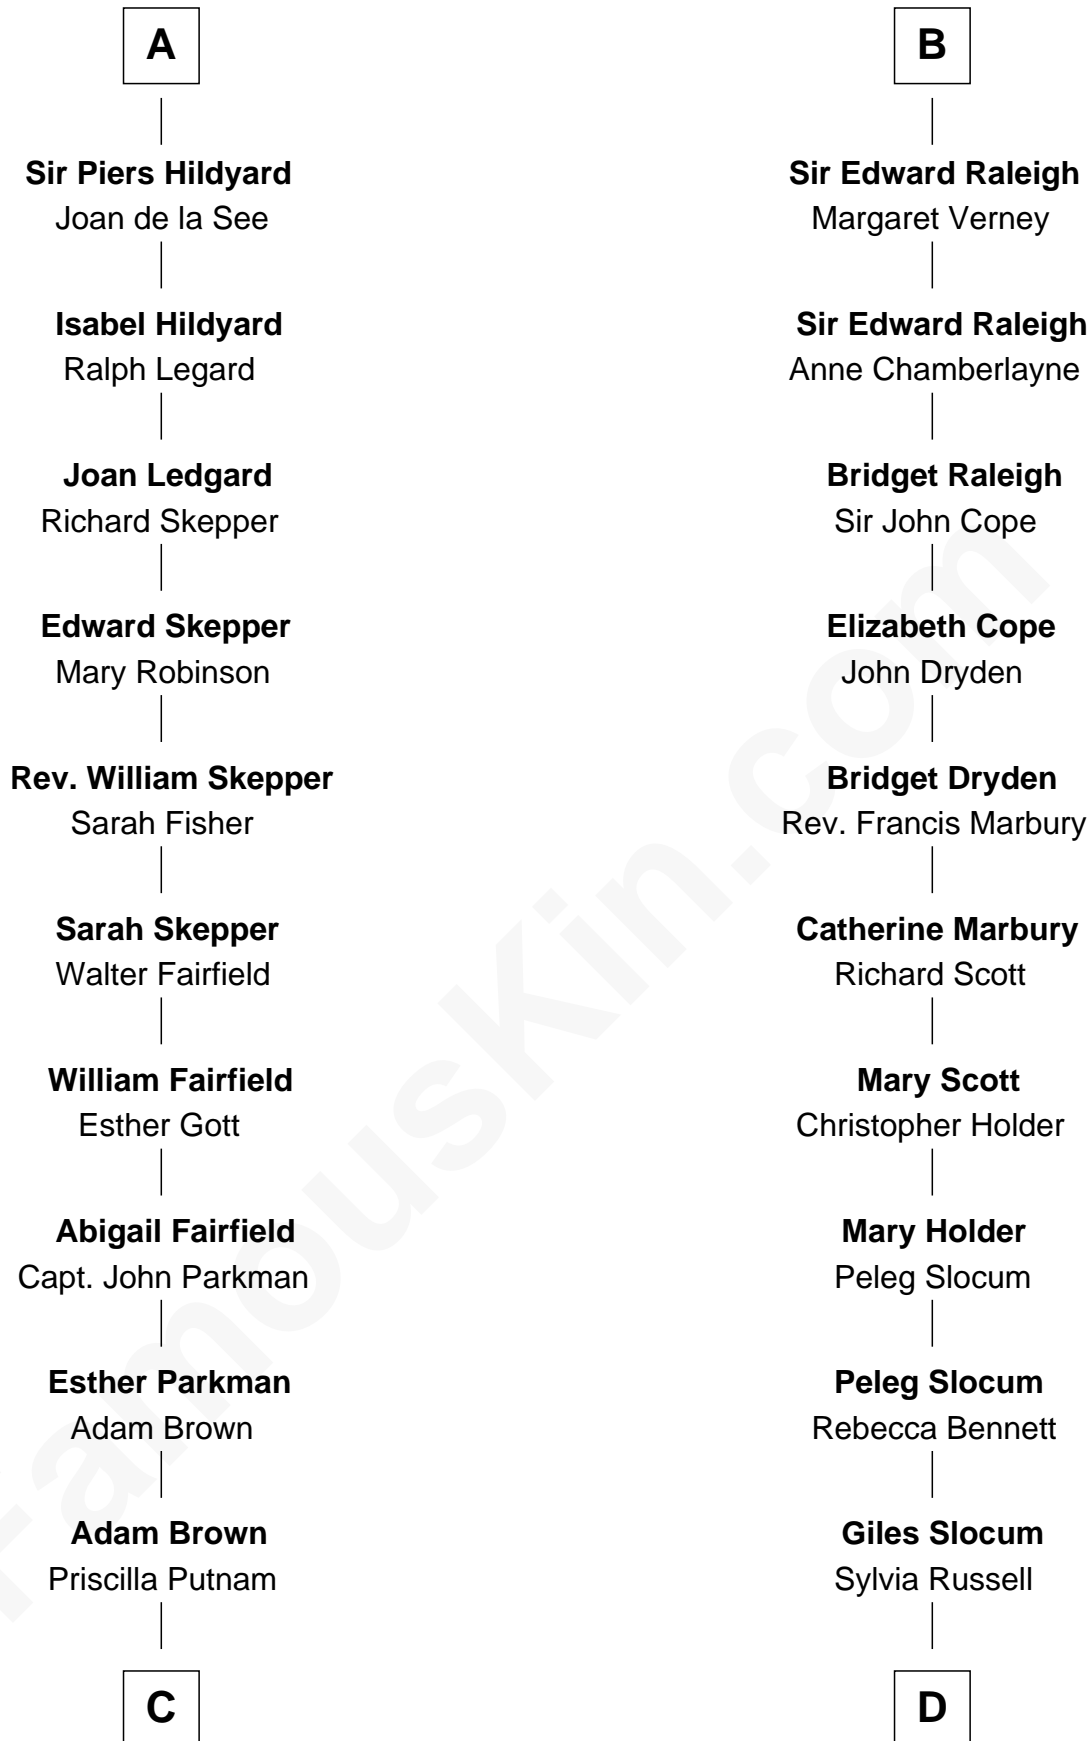 A
Sir Piers Hildyard
Joan de la See
Isabel Hildyard
Ralph Legard
Joan Ledgard
Richard Skepper
Edward Skepper
Mary Robinson
Rev. William Skepper
Sarah Fisher
Sarah Skepper
Walter Fairfield
William Fairfield
Esther Gott
Abigail Fairfield
Capt. John Parkman
Esther Parkman
Adam Brown
Adam Brown
Priscilla Putnam
C
B
Sir Edward Raleigh
Margaret Verney
Sir Edward Raleigh
Anne Chamberlayne
Bridget Raleigh
Sir John Cope
Elizabeth Cope
John Dryden
Bridget Dryden
Rev. Francis Marbury
Catherine Marbury
Richard Scott
Mary Scott
Christopher Holder
Mary Holder
Peleg Slocum
Peleg Slocum
Rebecca Bennett
Giles Slocum
Sylvia Russell
D
FamousKin.com